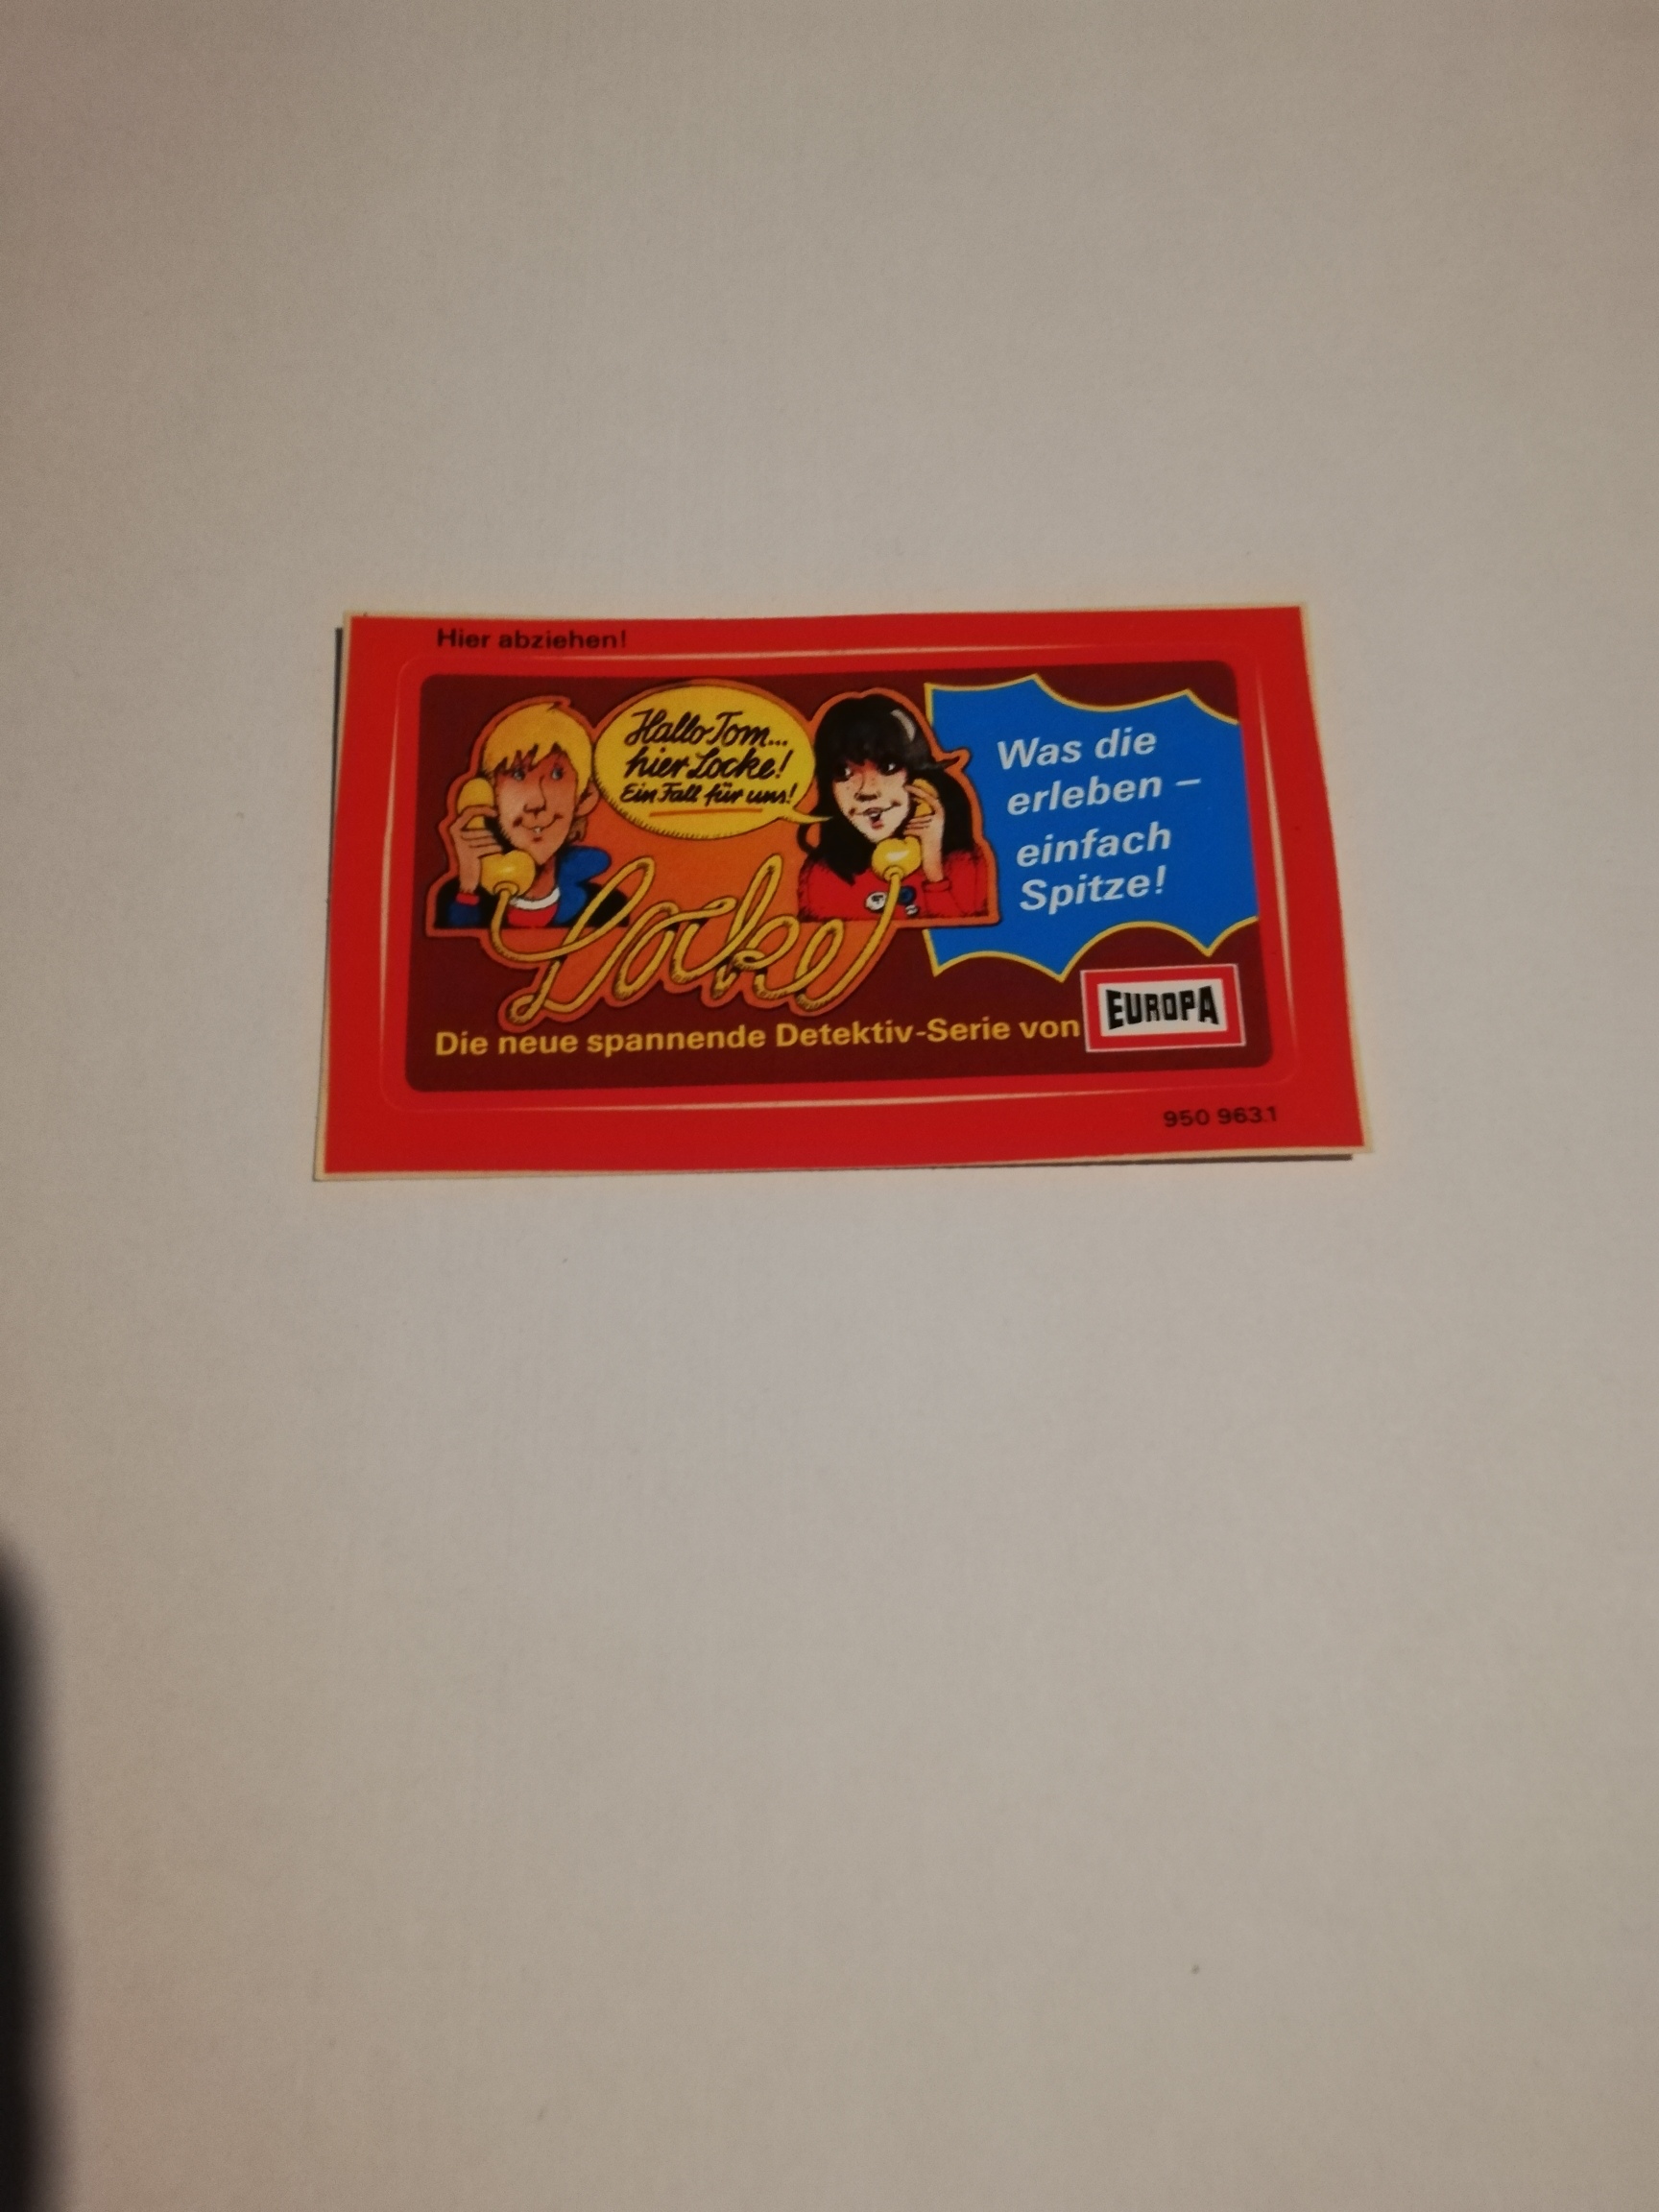 Hier abziehen!
Hallo Tom...
hier Locke!
Ein Fall für uns!
Was die
erleben –
einfach
Spitze!
Locke
Die neue spannende Detektiv-Serie von EUROPA
950 963.1